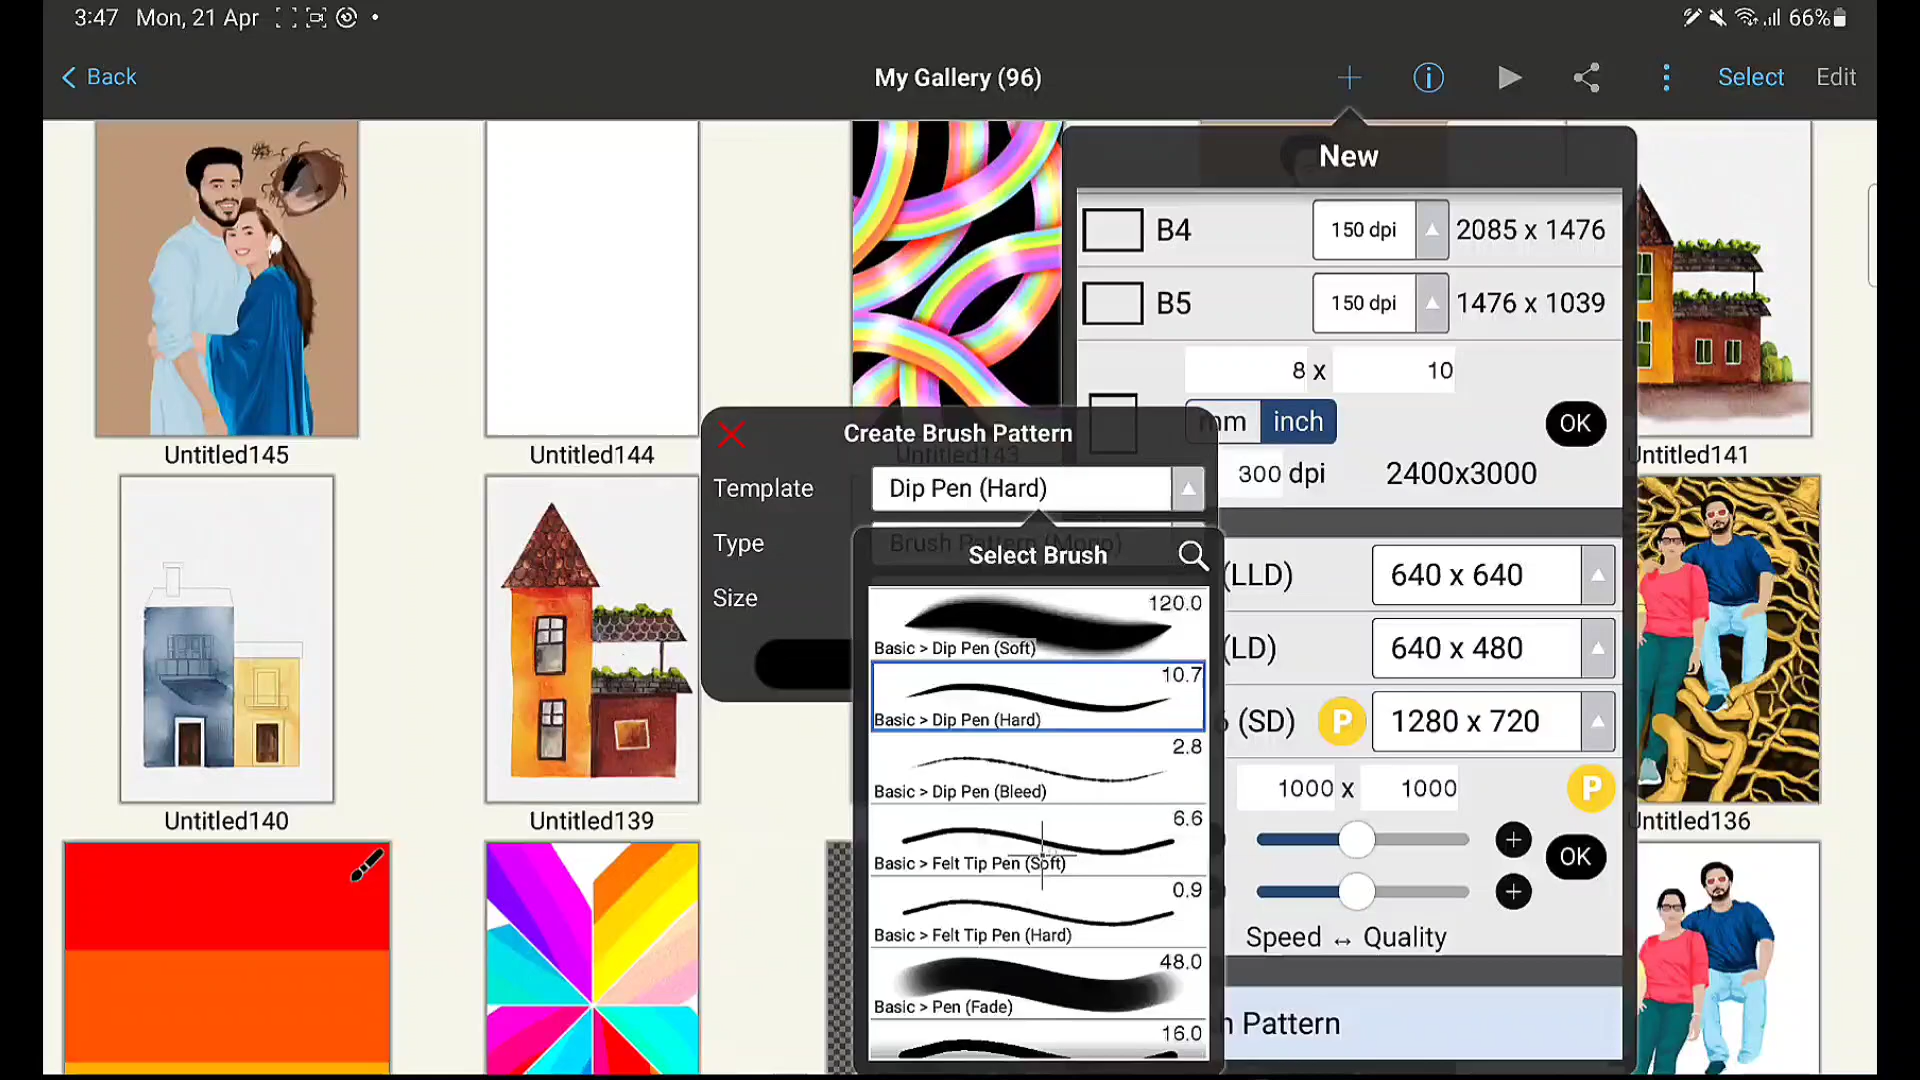 3:47 Mon, 21 Apr
66%
Back
My Gallery (96)
Select
Edit
New
B4
150 dpi
2085 x 1476
B5
150 dpi
1476 x 1039
8 x 10
mm inch
OK
300 dpi
2400x3000
Untitled145
Untitled144
Untitled143
Untitled141
Create Brush Pattern
Template
Dip Pen (Hard)
Type
Brush Pattern (Mono)
Size
Select Brush
120.0
Basic > Dip Pen (Soft)
10.7
Basic > Dip Pen (Hard)
2.8
Basic > Dip Pen (Bleed)
6.6
Basic > Felt Tip Pen (Soft)
0.9
Basic > Felt Tip Pen (Hard)
48.0
Basic > Pen (Fade)
16.0
(LLD)
640 x 640
(LD)
640 x 480
(SD)
P
1280 x 720
1000 x 1000
P
OK
Speed ↔ Quality
h Pattern
Untitled140
Untitled139
Untitled136